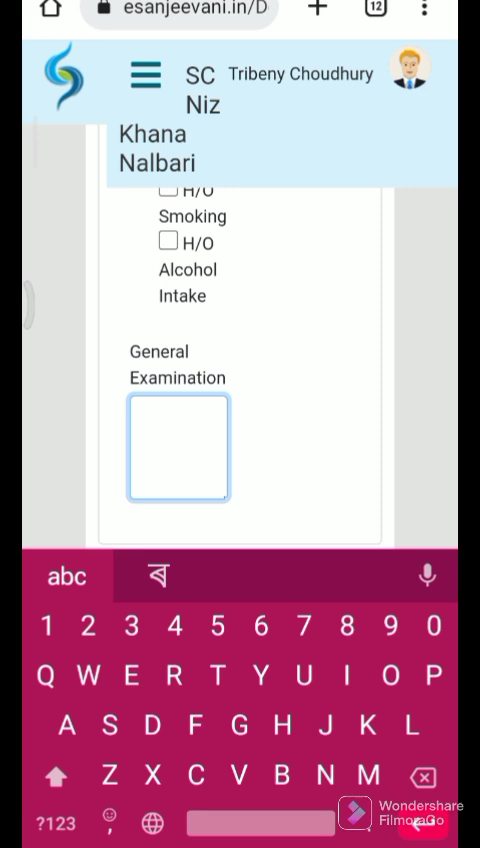 esanjeevani.in/D
12
SC Tribeny Choudhury
Niz
Khana
Nalbari
H/O
Smoking
H/O
Alcohol
Intake
General
Examination
abc ৰ
1 2 3 4 5 6 7 8 9 0
Q W E R T Y U I O P
A S D F G H J K L
Z X C V B N M
?123 , .
Wondershare
FilmoraGo